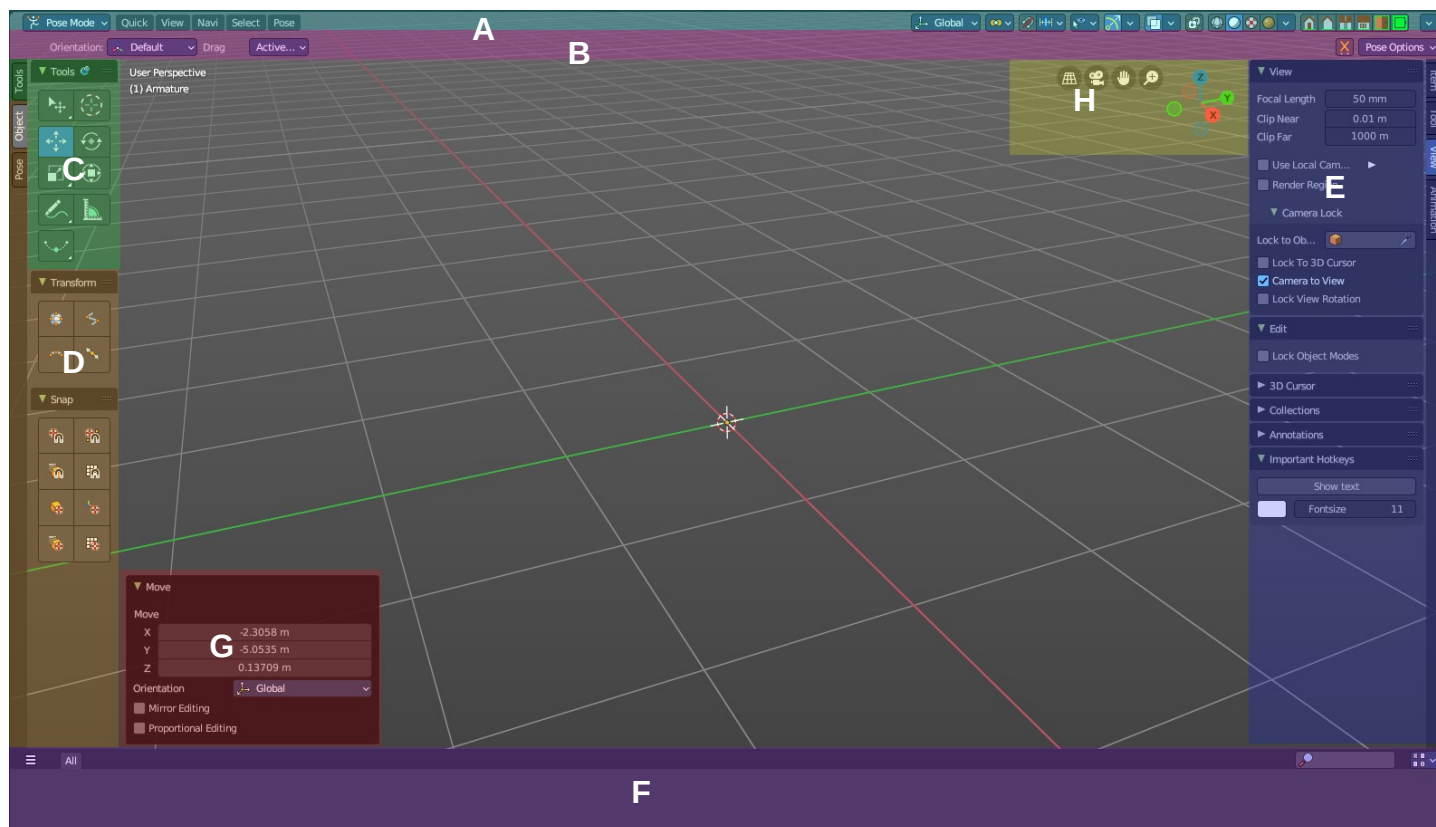 Pose Mode Quick View Navi Select Pose A Global
Orientation: Default Drag Active... B Pose Options
Tools
Object
Pose
Tools
C
Transform
D
Snap
User Perspective
(1) Armature
H
Z
Y
X
View
Focal Length 50 mm
Clip Near 0.01 m
Clip Far 1000 m
Use Local Cam...
Render Region
E
Camera Lock
Lock to Ob...
Lock To 3D Cursor
Camera to View
Lock View Rotation
Edit
Lock Object Modes
3D Cursor
Collections
Annotations
Important Hotkeys
Show text
Fontsize 11
Item
Tool
View
Animation
Move
Move
X -2.3058 m
Y -5.0535 m
Z 0.13709 m
G
Orientation Global
Mirror Editing
Proportional Editing
All
F